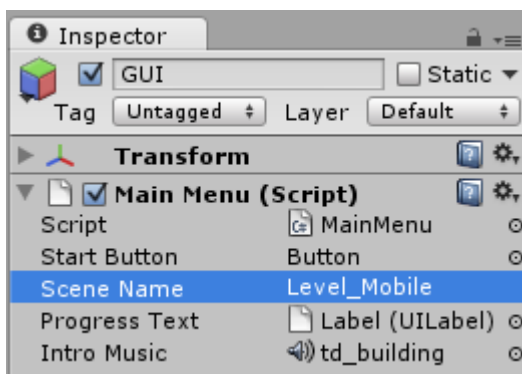 Inspector
GUI Static
Tag Untagged Layer Default
Transform
Main Menu (Script)
Script MainMenu
Start Button Button
Scene Name Level_Mobile
Progress Text Label (UILabel)
Intro Music td_building